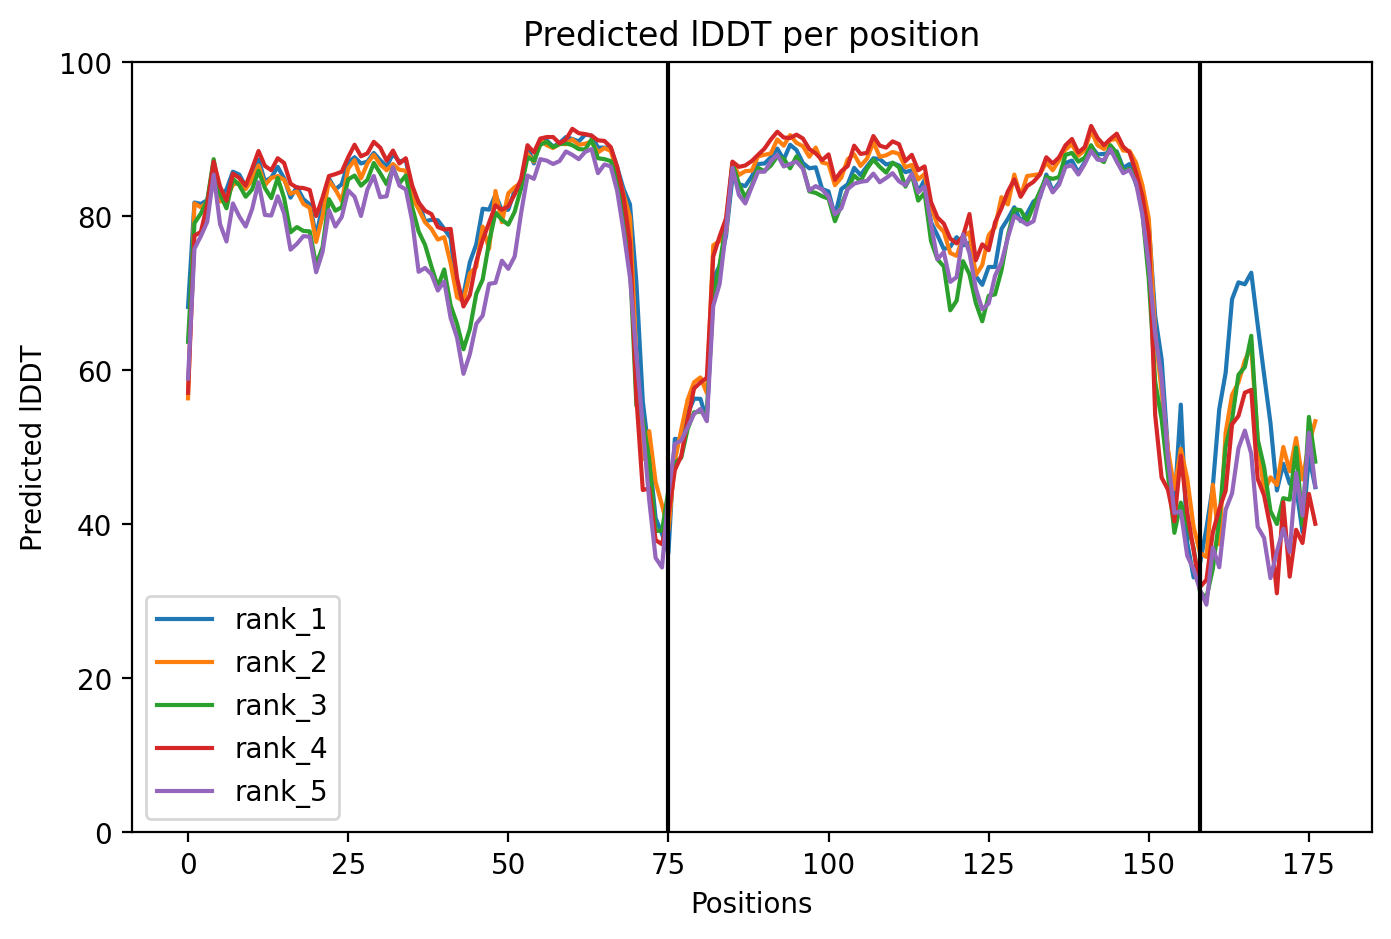 Predicted lDDT per position
100
80
60
40
20
0
Predicted lDDT
rank_1
rank_2
rank_3
rank_4
rank_5
0 25 50 75 100 125 150 175
Positions